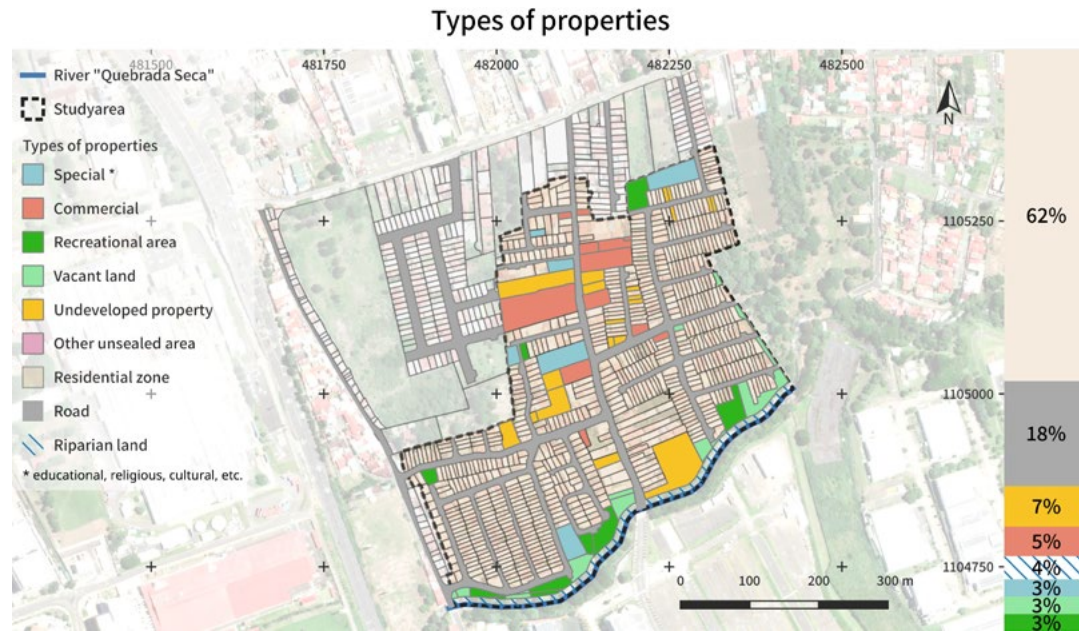 Types of properties
481500
481750
482000
482250
482500
River "Quebrada Seca"
Studyarea
Types of properties
Special *
Commercial
Recreational area
Vacant land
Undeveloped property
Other unsealed area
Residential zone
Road
Riparian land
* educational, religious, cultural, etc.
N
1105250
1105000
1104750
0 100 200 300 m
62%
18%
7%
5%
4%
3%
3%
3%